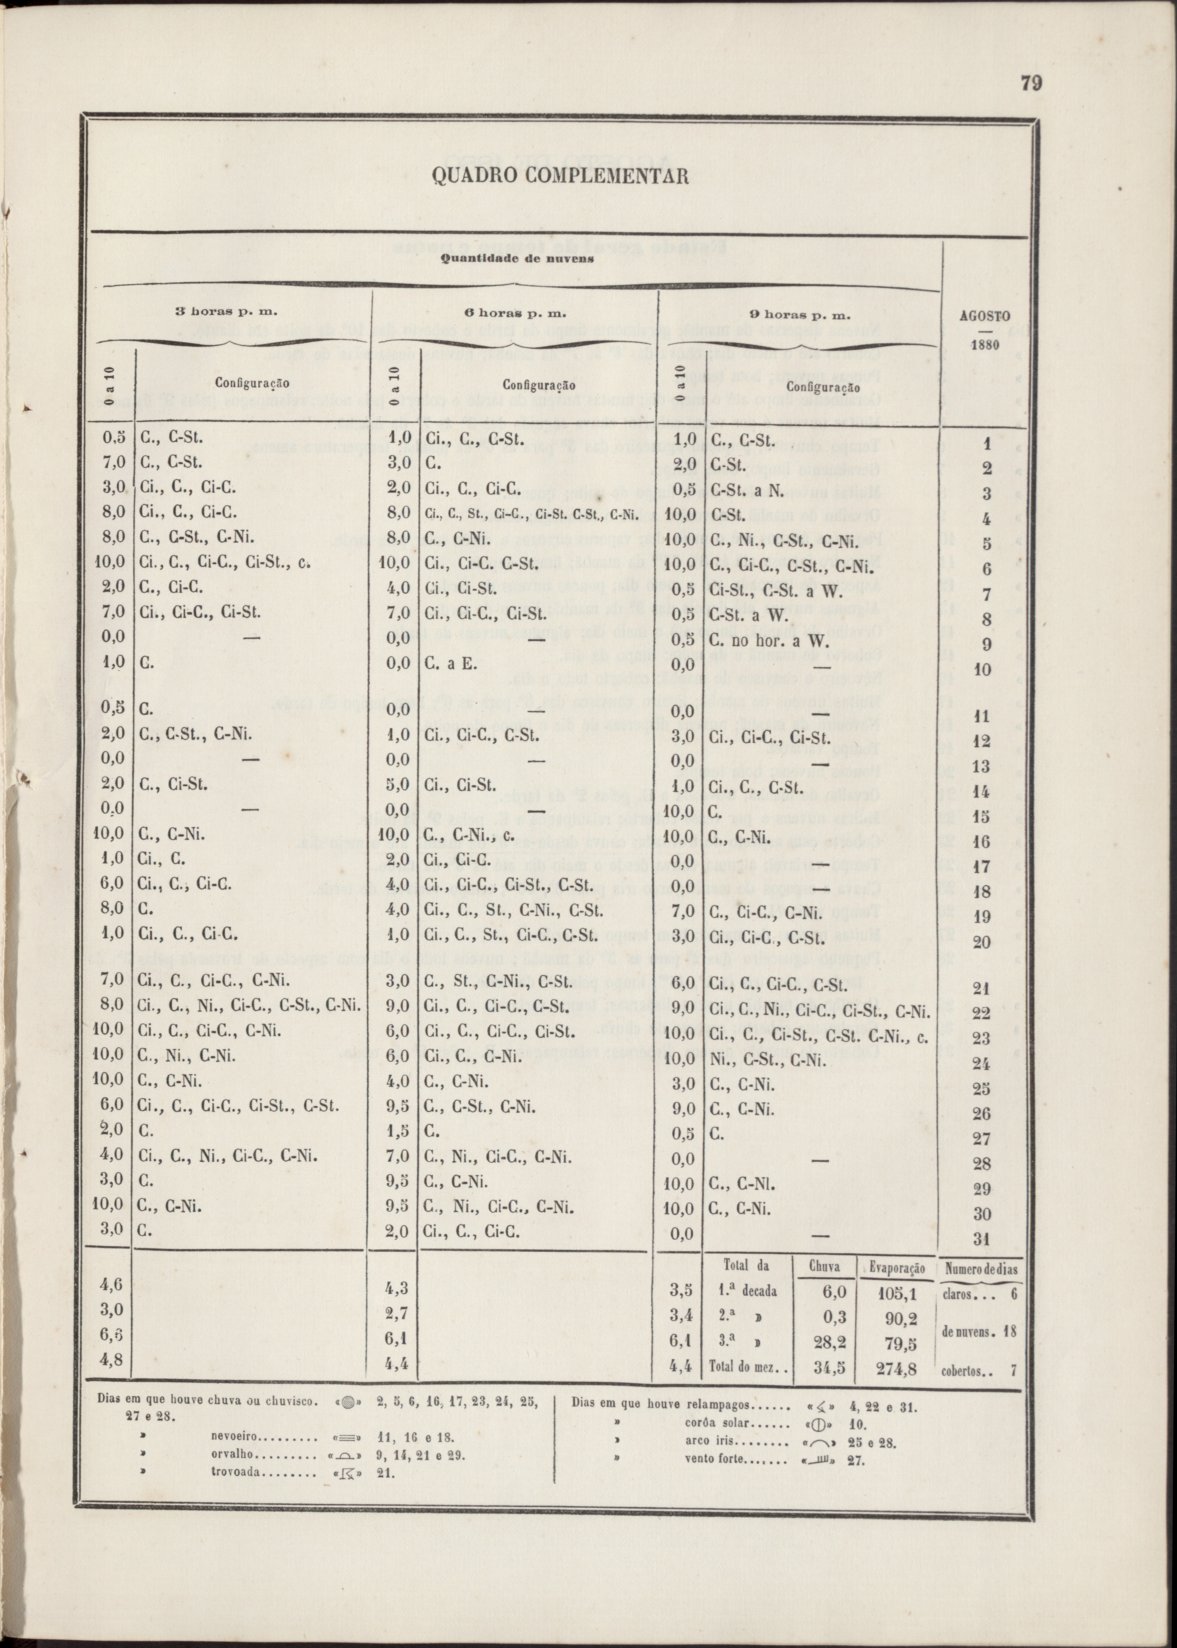 79
QUADRO COMPLEMENTAR
Quantidade de nuvens
3 horas p. m. 6 horas p. m. 9 horas p. m. AGOSTO — 1880
0 a 10 Configuração 0 a 10 Configuração 0 a 10 Configuração
0,5 C., C-St. 1,0 Ci., C., C-St. 1,0 C., C-St. 1
7,0 C., C-St. 3,0 C. 2,0 C-St. 2
3,0 Ci., C., Ci-C. 2,0 Ci., C., Ci-C. 0,5 C-St. a N. 3
8,0 Ci., C., Ci-C. 8,0 Ci., C., St., Ci-C., Ci-St. C-St., C-Ni. 10,0 C-St. 4
8,0 C., C-St., C-Ni. 8,0 C., C-Ni. 10,0 C., Ni., C-St., C-Ni. 5
10,0 Ci., C., Ci-C., Ci-St., c. 10,0 Ci., Ci-C. C-St. 10,0 C., Ci-C., C-St., C-Ni. 6
2,0 C., Ci-C. 4,0 Ci., Ci-St. 0,5 Ci-St., C-St. a W. 7
7,0 Ci., Ci-C., Ci-St. 7,0 Ci., Ci-C., Ci-St. 0,5 C-St. a W. 8
0,0 — 0,0 — 0,5 C. no hor. a W. 9
1,0 C. 0,0 C. a E. 0,0 — 10
0,5 C. 0,0 — 0,0 — 11
2,0 C., C-St., C-Ni. 1,0 Ci., Ci-C., C-St. 3,0 Ci., Ci-C., Ci-St. 12
0,0 — 0,0 — 0,0 — 13
2,0 C., Ci-St. 5,0 Ci., Ci-St. 1,0 Ci., C., C-St. 14
0,0 — 0,0 — 10,0 C. 15
10,0 C., C-Ni. 10,0 C., C-Ni., c. 10,0 C., C-Ni. 16
1,0 Ci., C. 2,0 Ci., Ci-C. 0,0 — 17
6,0 Ci., C., Ci-C. 4,0 Ci., Ci-C., Ci-St., C-St. 0,0 — 18
8,0 C. 4,0 Ci., C., St., C-Ni., C-St. 7,0 C., Ci-C., C-Ni. 19
1,0 Ci., C., Ci-C. 1,0 Ci., C., St., Ci-C., C-St. 3,0 Ci., Ci-C., C-St. 20
7,0 Ci., C., Ci-C., C-Ni. 3,0 C., St., C-Ni., C-St. 6,0 Ci., C., Ci-C., C-St. 21
8,0 Ci., C., Ni., Ci-C., C-St., C-Ni. 9,0 Ci., C., Ci-C., C-St. 9,0 Ci., C., Ni., Ci-C., Ci-St., C-Ni. 22
10,0 Ci., C., Ci-C., C-Ni. 6,0 Ci., C., Ci-C., Ci-St. 10,0 Ci., C., Ci-St., C-St. C-Ni., c. 23
10,0 C., Ni., C-Ni. 6,0 Ci., C., C-Ni. 10,0 Ni., C-St., C-Ni. 24
10,0 C., C-Ni. 4,0 C., C-Ni. 3,0 C., C-Ni. 25
6,0 Ci., C., Ci-C., Ci-St., C-St. 9,5 C., C-St., C-Ni. 9,0 C., C-Ni. 26
2,0 C. 1,5 C. 0,5 C. 27
4,0 Ci., C., Ni., Ci-C., C-Ni. 7,0 C., Ni., Ci-C., C-Ni. 0,0 — 28
3,0 C. 9,5 C., C-Ni. 10,0 C., C-Nl. 29
10,0 C., C-Ni. 9,5 C., Ni., Ci-C., C-Ni. 10,0 C., C-Ni. 30
3,0 C. 2,0 Ci., C., Ci-C. 0,0 — 31
Total da Chuva Evaporação Numero de dias
4,6 4,3 3,5 1.ª decada 6,0 105,1 claros... 6
3,0 2,7 3,4 2.ª » 0,3 90,2
6,6 6,1 6,1 3.ª » 28,2 79,5 de nuvens. 18
4,8 4,4 4,4 Total do mez.. 34,5 274,8 cobertos.. 7
Dias em que houve chuva ou chuvisco. «» 2, 5, 6, 16, 17, 23, 24, 25,
27 e 28.
» nevoeiro......... «≡» 11, 16 e 18.
» orvalho......... «» 9, 14, 21 e 29.
» trovoada........ «» 21.
Dias em que houve relampagos...... «» 4, 22 e 31.
» corôa solar...... «» 10.
» arco iris........ «» 25 e 28.
» vento forte....... «» 27.